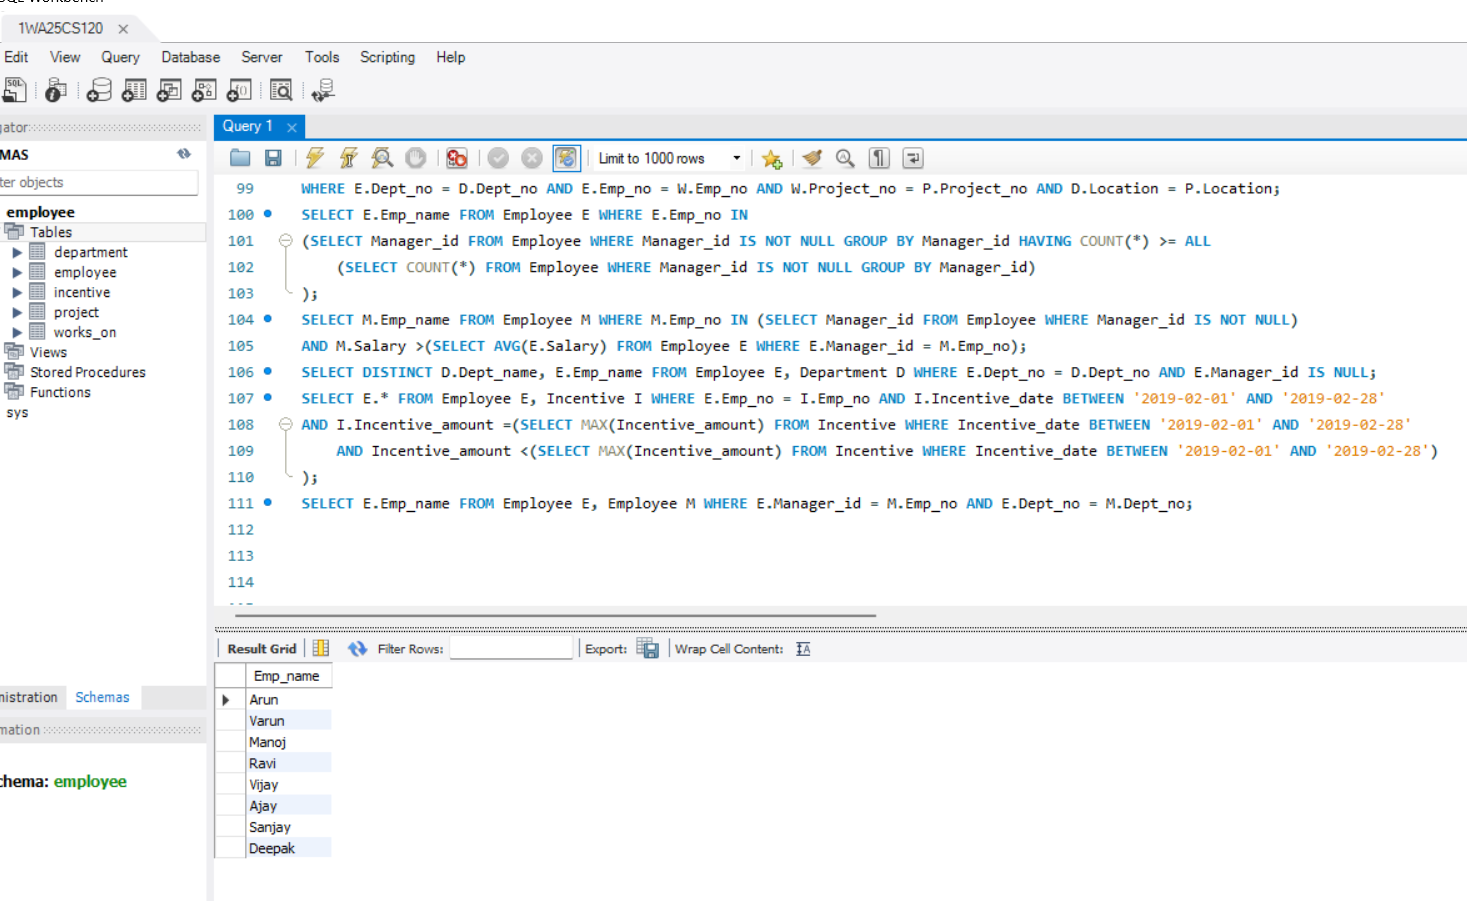 SQL Workbench
1WA25CS120
Edit View Query Database Server Tools Scripting Help
gator
Query 1
MAS
Limit to 1000 rows
ter objects
employee
Tables
department
employee
incentive
project
works_on
Views
Stored Procedures
Functions
sys
99 WHERE E.Dept_no = D.Dept_no AND E.Emp_no = W.Emp_no AND W.Project_no = P.Project_no AND D.Location = P.Location;
100 SELECT E.Emp_name FROM Employee E WHERE E.Emp_no IN
101 (SELECT Manager_id FROM Employee WHERE Manager_id IS NOT NULL GROUP BY Manager_id HAVING COUNT(*) >= ALL
102 (SELECT COUNT(*) FROM Employee WHERE Manager_id IS NOT NULL GROUP BY Manager_id)
103 );
104 SELECT M.Emp_name FROM Employee M WHERE M.Emp_no IN (SELECT Manager_id FROM Employee WHERE Manager_id IS NOT NULL)
105 AND M.Salary >(SELECT AVG(E.Salary) FROM Employee E WHERE E.Manager_id = M.Emp_no);
106 SELECT DISTINCT D.Dept_name, E.Emp_name FROM Employee E, Department D WHERE E.Dept_no = D.Dept_no AND E.Manager_id IS NULL;
107 SELECT E.* FROM Employee E, Incentive I WHERE E.Emp_no = I.Emp_no AND I.Incentive_date BETWEEN '2019-02-01' AND '2019-02-28'
108 AND I.Incentive_amount =(SELECT MAX(Incentive_amount) FROM Incentive WHERE Incentive_date BETWEEN '2019-02-01' AND '2019-02-28'
109 AND Incentive_amount <(SELECT MAX(Incentive_amount) FROM Incentive WHERE Incentive_date BETWEEN '2019-02-01' AND '2019-02-28')
110 );
111 SELECT E.Emp_name FROM Employee E, Employee M WHERE E.Manager_id = M.Emp_no AND E.Dept_no = M.Dept_no;
112
113
114
Result Grid Filter Rows: Export: Wrap Cell Content:
Emp_name
Arun
Varun
Manoj
Ravi
Vijay
Ajay
Sanjay
Deepak
nistration Schemas
mation
chema: employee